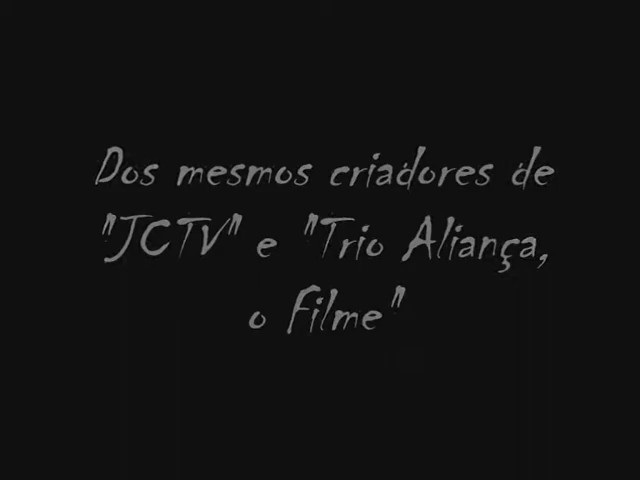 Dos mesmos criadores de
"JCTV" e "Trio Aliança,
o Filme"